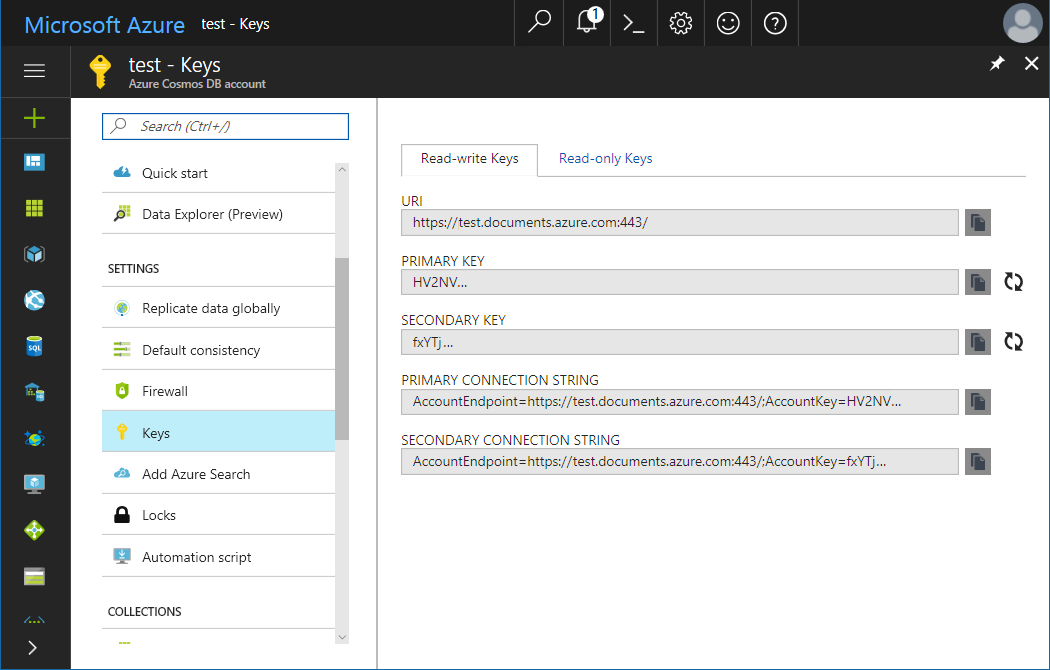 Microsoft Azure test - Keys
1
test - Keys
Azure Cosmos DB account
Search (Ctrl+/)
Quick start
Data Explorer (Preview)
SETTINGS
Replicate data globally
Default consistency
Firewall
Keys
Add Azure Search
Locks
Automation script
COLLECTIONS
SQL
Read-write Keys Read-only Keys
URI
https://test.documents.azure.com:443/
PRIMARY KEY
HV2NV...
SECONDARY KEY
fxYTj...
PRIMARY CONNECTION STRING
AccountEndpoint=https://test.documents.azure.com:443/;AccountKey=HV2NV...
SECONDARY CONNECTION STRING
AccountEndpoint=https://test.documents.azure.com:443/;AccountKey=fxYTj...